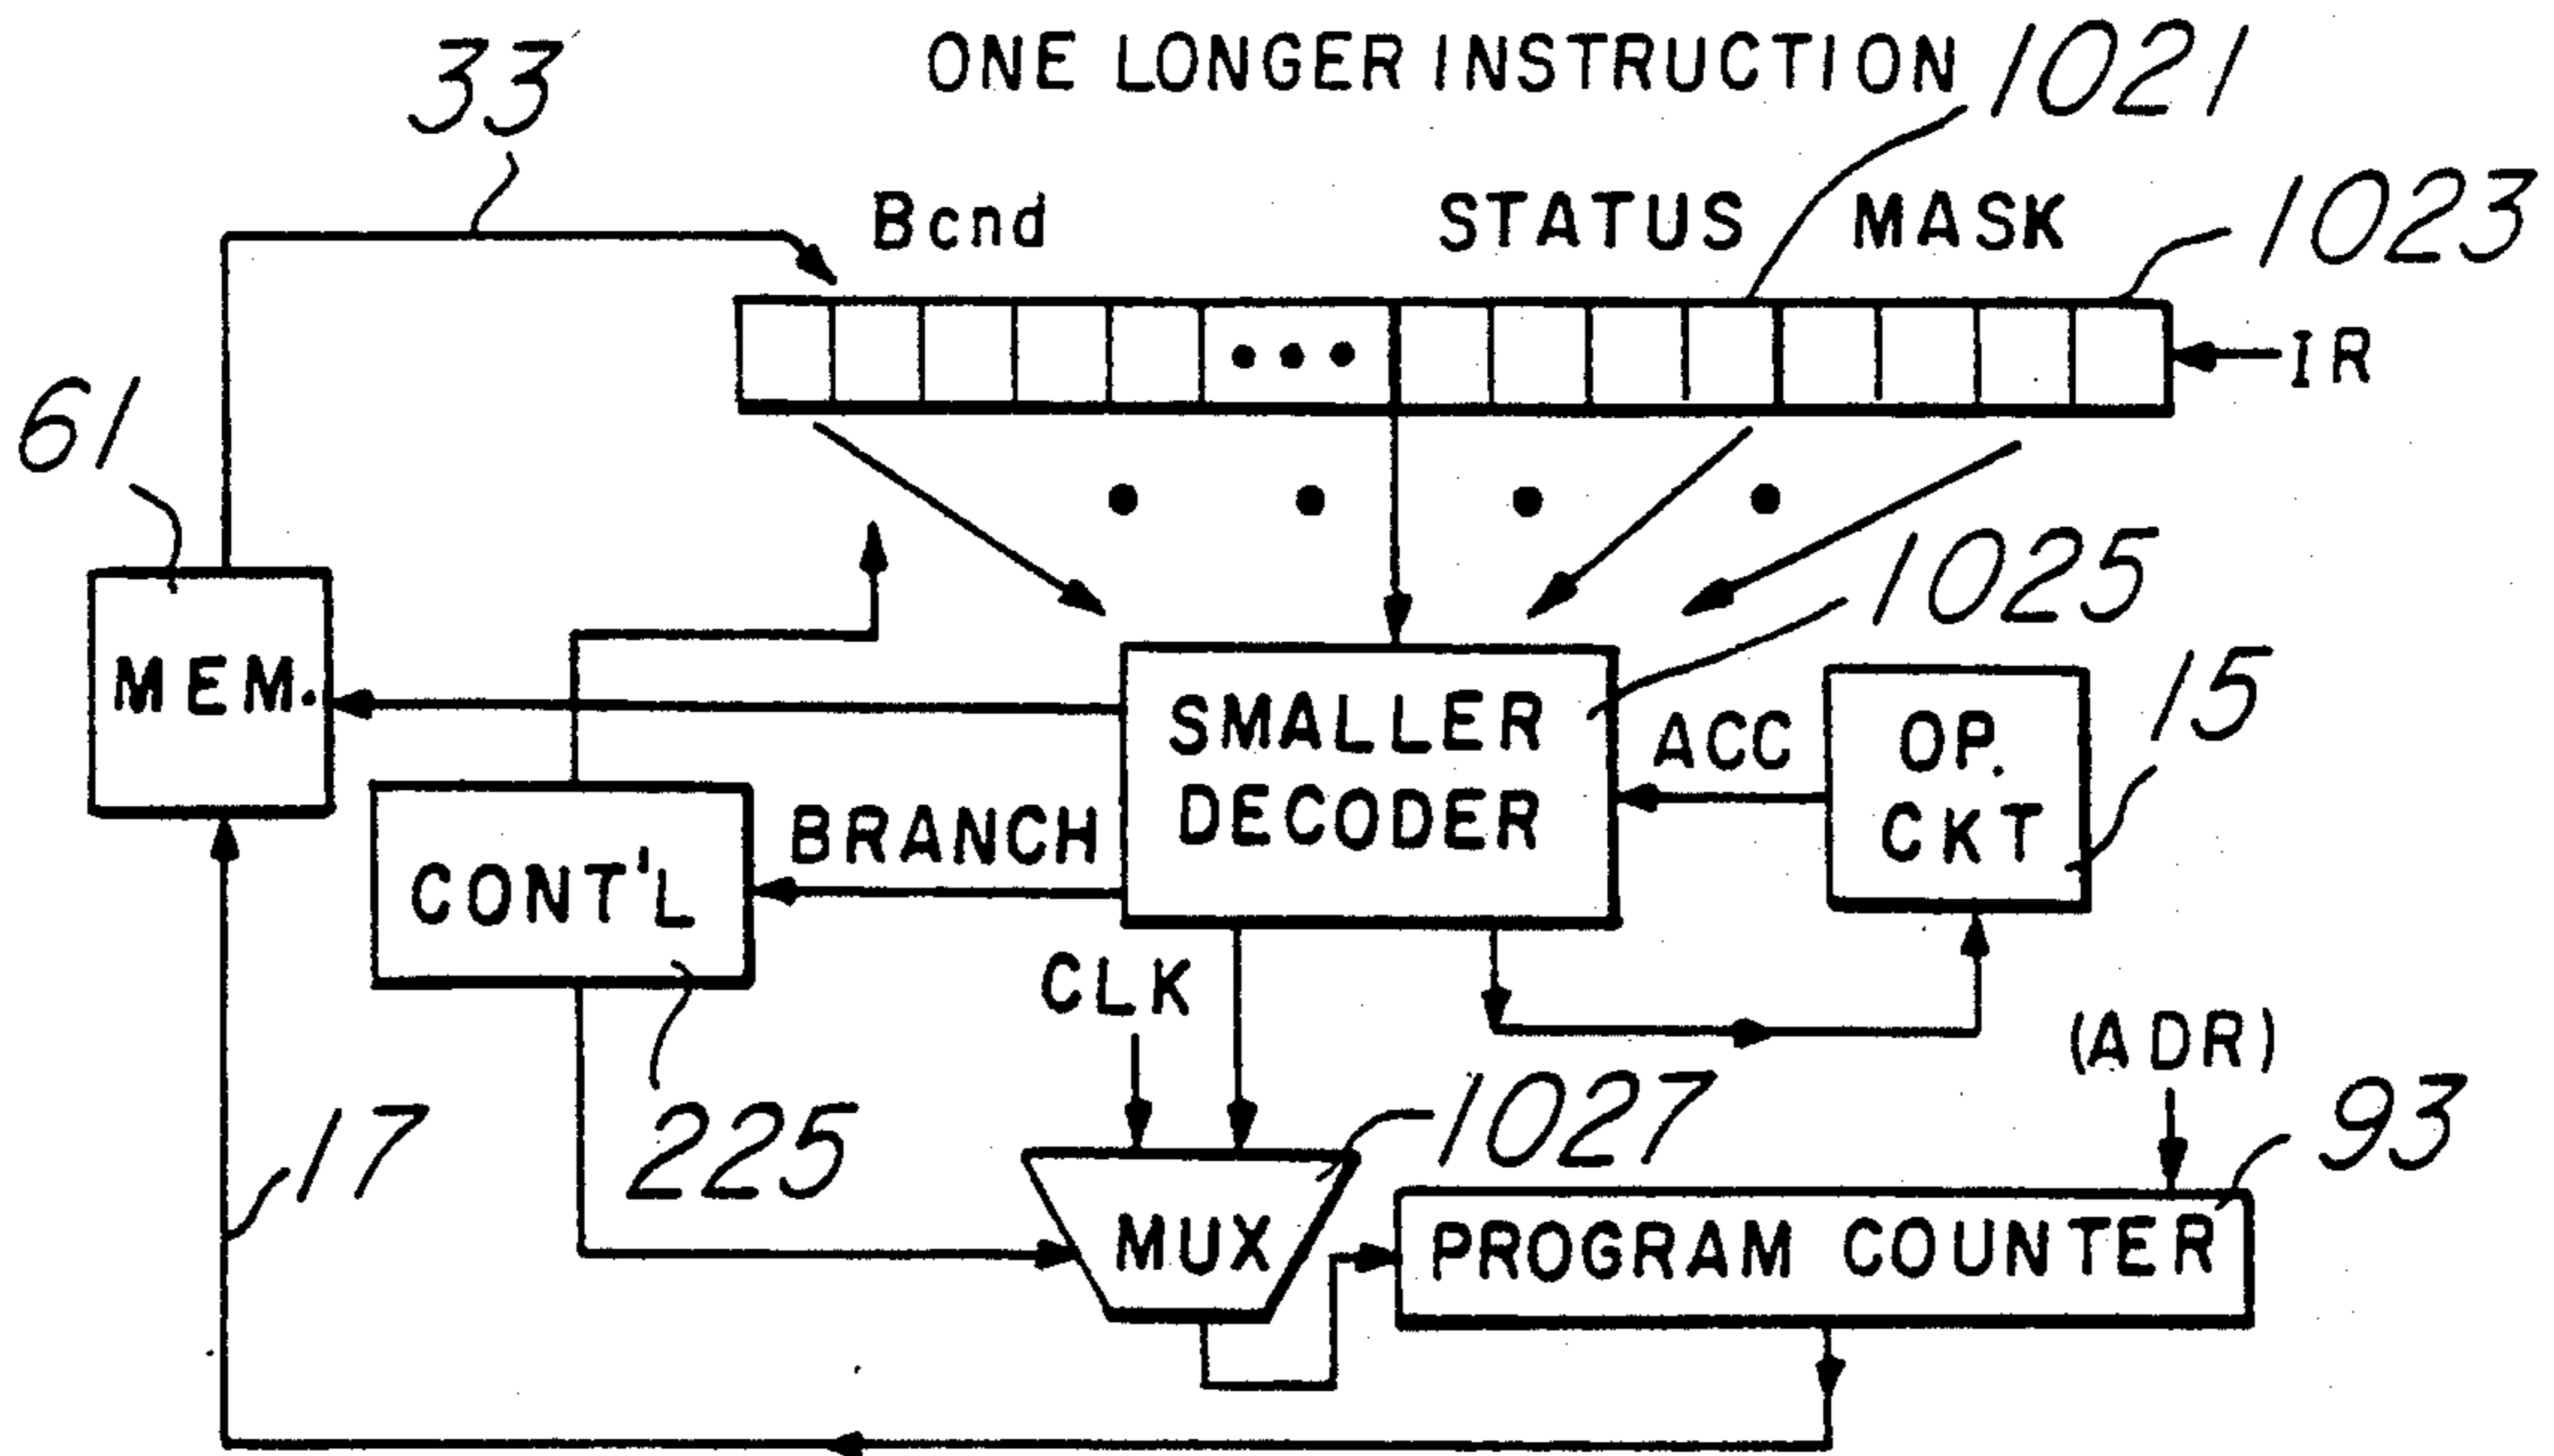 ONE LONGER INSTRUCTION
33
1021
Bcnd
STATUS MASK
1023
IR
61
1025
MEM.
SMALLER
DECODER
ACC
OP.
CKT
15
BRANCH
CONT'L
CLK
(ADR)
17
225
1027
93
MUX
PROGRAM COUNTER